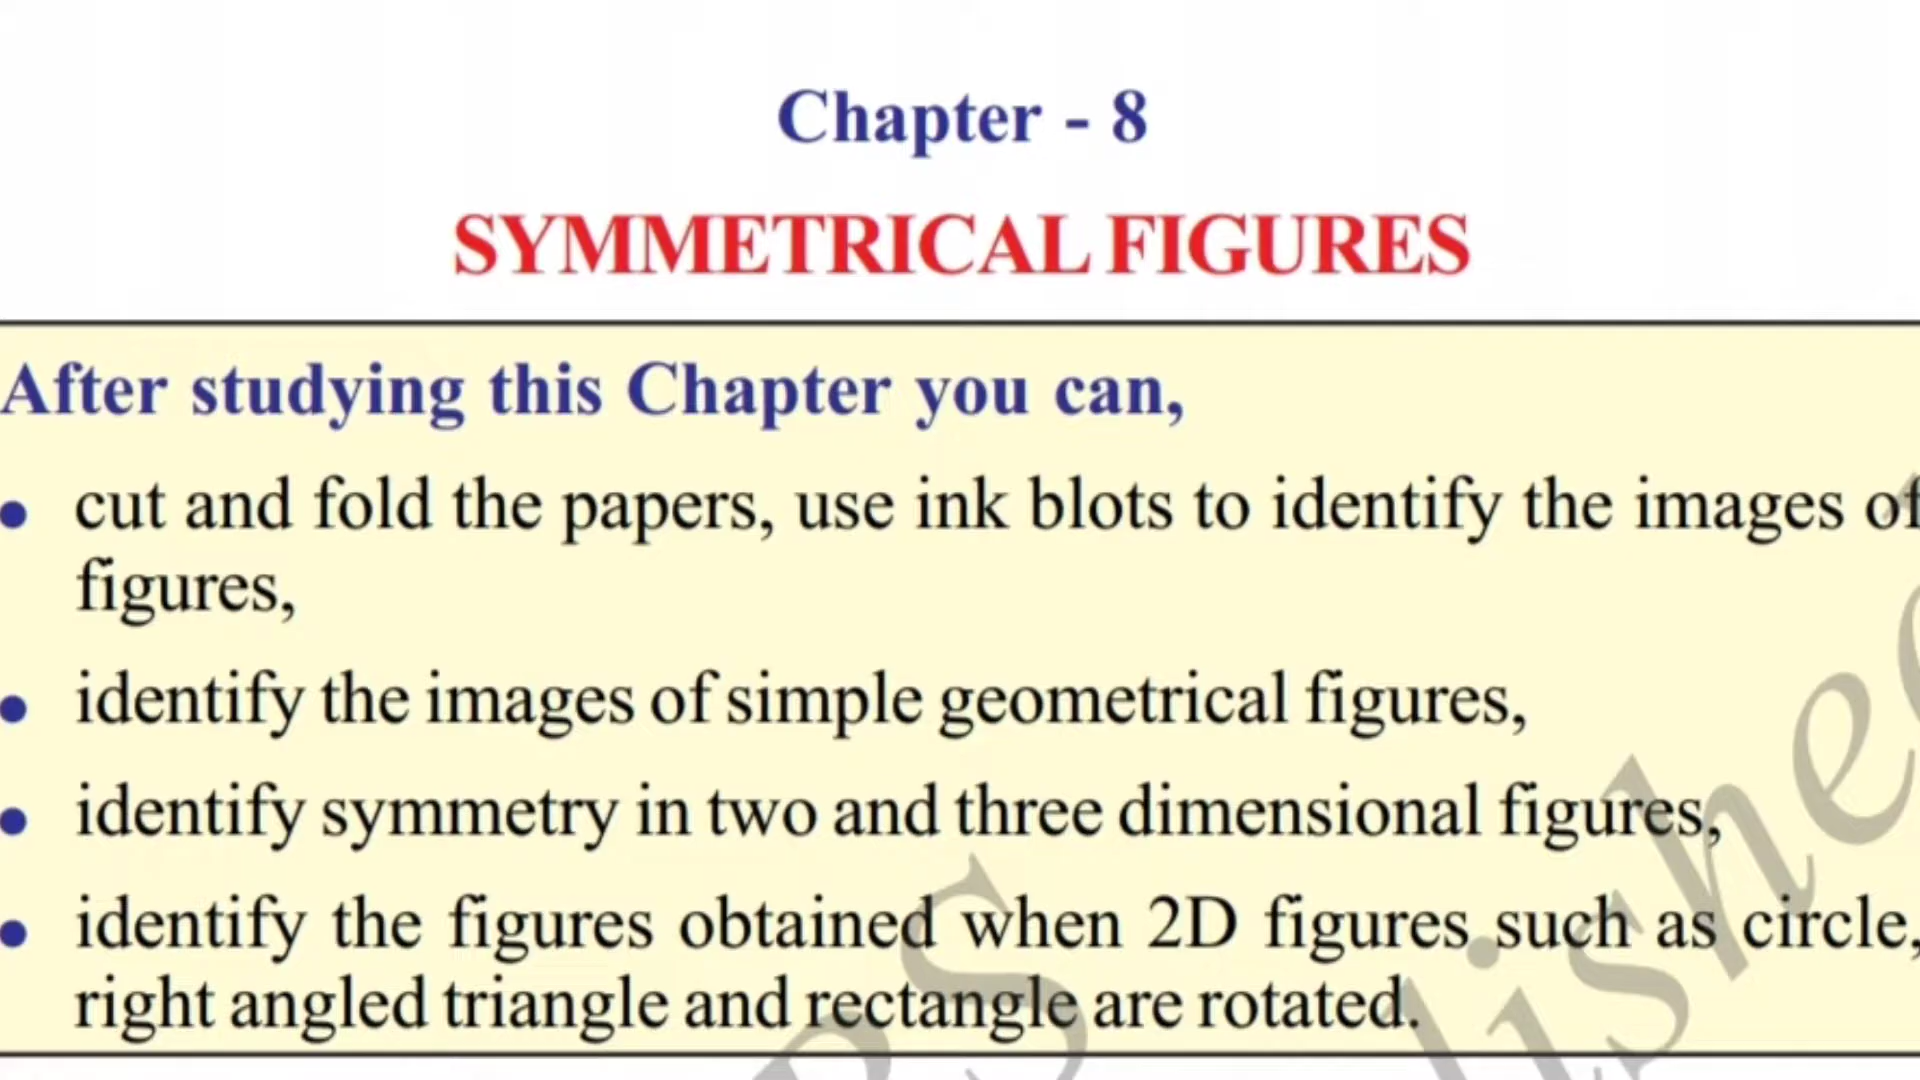 Chapter - 8
SYMMETRICAL FIGURES
After studying this Chapter you can,
• cut and fold the papers, use ink blots to identify the images of
figures,
• identify the images of simple geometrical figures,
• identify symmetry in two and three dimensional figures,
• identify the figures obtained when 2D figures such as circle,
right angled triangle and rectangle are rotated.